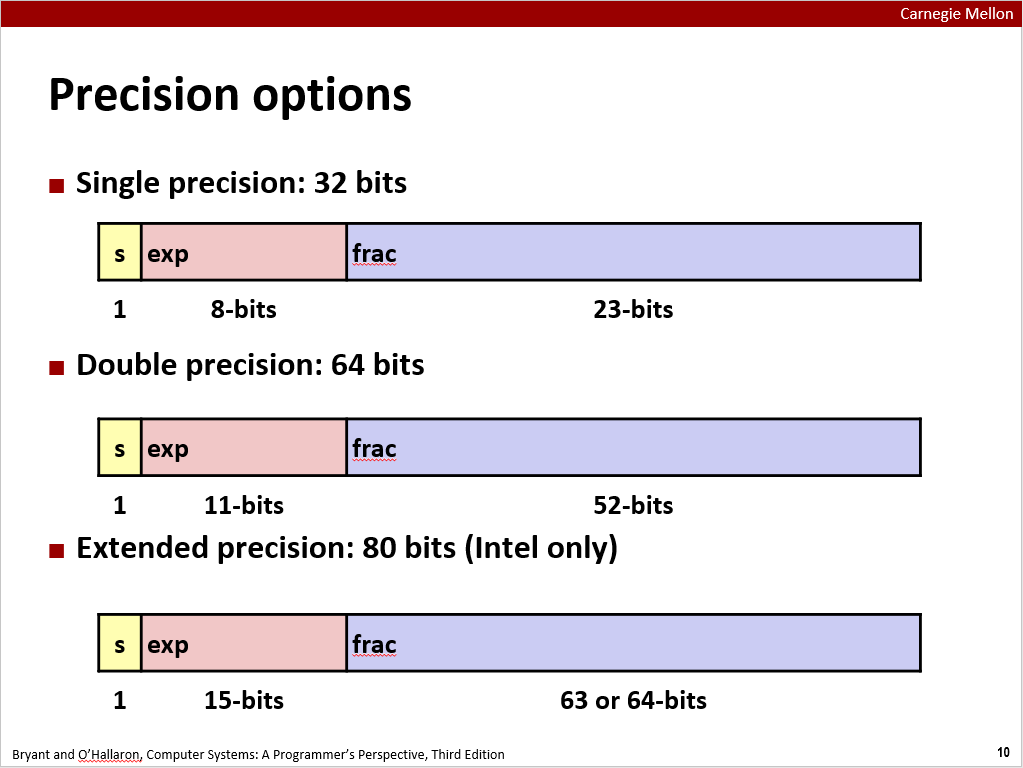 Carnegie Mellon
Precision options
Single precision: 32 bits
s exp frac
1 8-bits 23-bits
Double precision: 64 bits
s exp frac
1 11-bits 52-bits
Extended precision: 80 bits (Intel only)
s exp frac
1 15-bits 63 or 64-bits
Bryant and O’Hallaron, Computer Systems: A Programmer’s Perspective, Third Edition 10